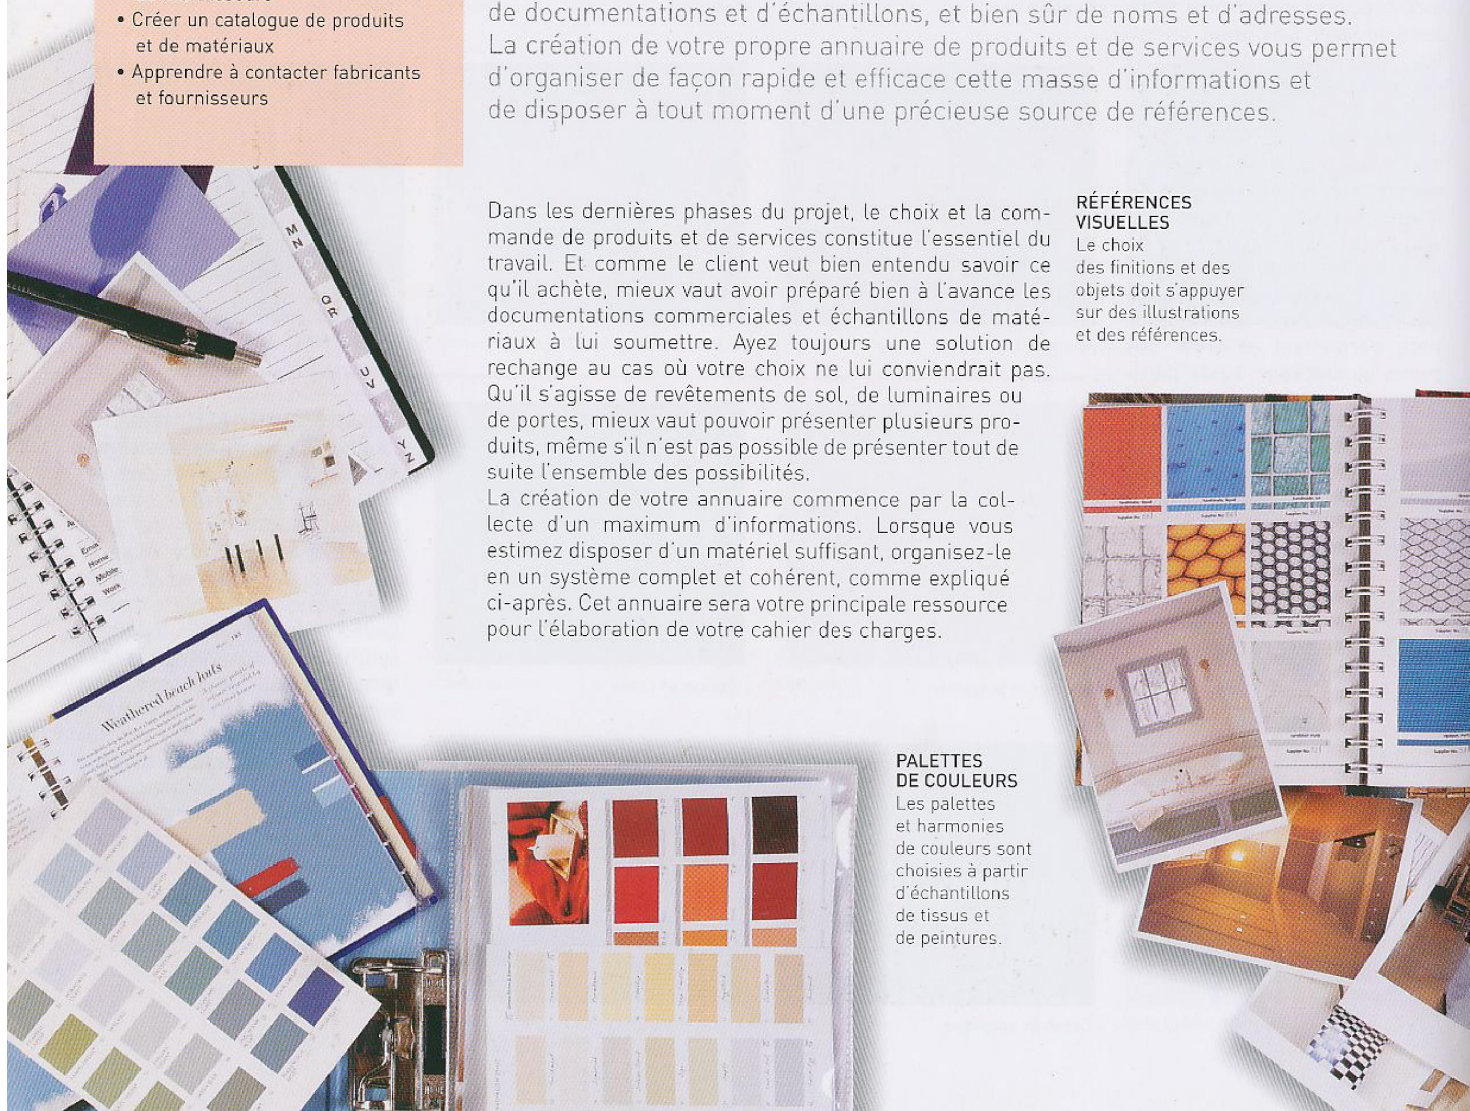 • Créer un catalogue de produits
et de matériaux
• Apprendre à contacter fabricants
et fournisseurs
de documentations et d'échantillons, et bien sûr de noms et d'adresses.
La création de votre propre annuaire de produits et de services vous permet
d'organiser de façon rapide et efficace cette masse d'informations et
de disposer à tout moment d'une précieuse source de références.
Dans les dernières phases du projet, le choix et la com-
mande de produits et de services constitue l'essentiel du
travail. Et comme le client veut bien entendu savoir ce
qu'il achète, mieux vaut avoir préparé bien à l'avance les
documentations commerciales et échantillons de maté-
riaux à lui soumettre. Ayez toujours une solution de
rechange au cas où votre choix ne lui conviendrait pas.
Qu'il s'agisse de revêtements de sol, de luminaires ou
de portes, mieux vaut pouvoir présenter plusieurs pro-
duits, même s'il n'est pas possible de présenter tout de
suite l'ensemble des possibilités.
La création de votre annuaire commence par la col-
lecte d'un maximum d'informations. Lorsque vous
estimez disposer d'un matériel suffisant, organisez-le
en un système complet et cohérent, comme expliqué
ci-après. Cet annuaire sera votre principale ressource
pour l'élaboration de votre cahier des charges.
RÉFÉRENCES
VISUELLES
Le choix
des finitions et des
objets doit s'appuyer
sur des illustrations
et des références.
M
N
Q
R
Y
Z
Email
Home
Mobile
Work
Weathered beach huts
PALETTES
DE COULEURS
Les palettes
et harmonies
de couleurs sont
choisies à partir
d'échantillons
de tissus et
de peintures.